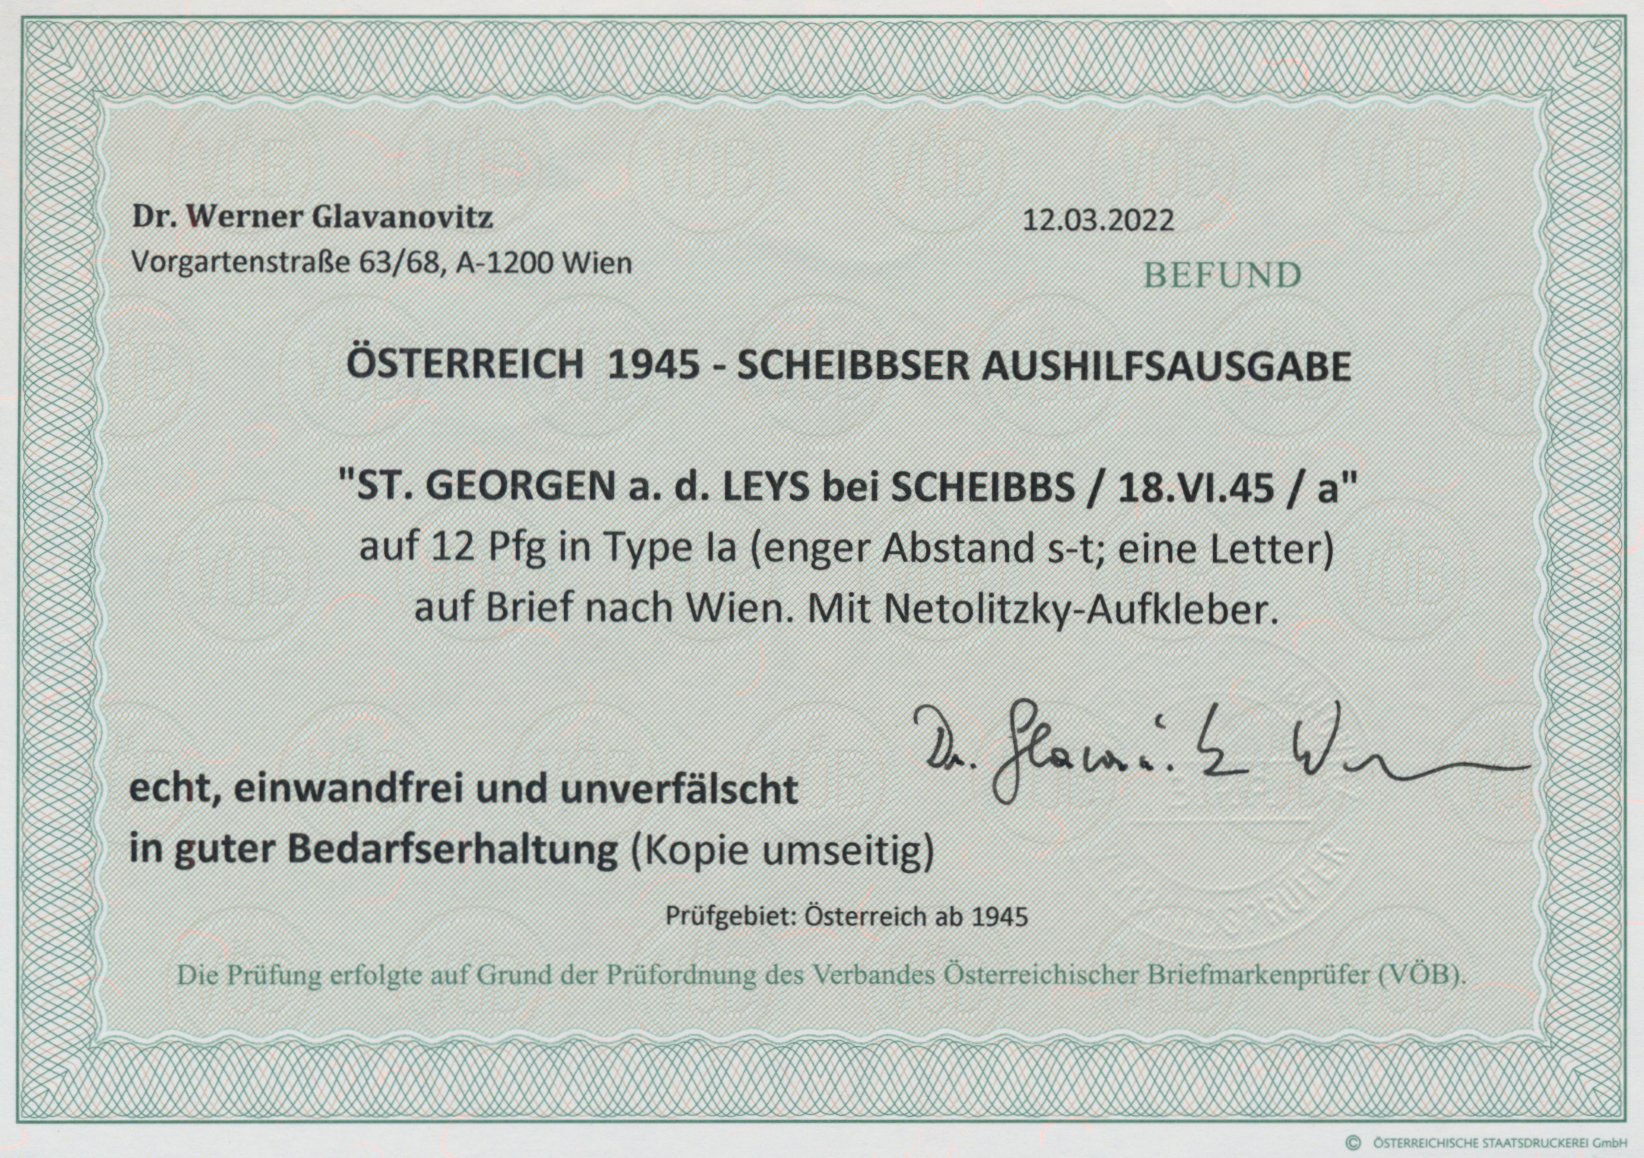 Dr. Werner Glavanovitz
12.03.2022
Vorgartenstraße 63/68, A-1200 Wien
BEFUND
ÖSTERREICH 1945 - SCHEIBBSER AUSHILFSAUSGABE
"ST. GEORGEN a. d. LEYS bei SCHEIBBS / 18.VI.45 / a"
auf 12 Pfg in Type Ia (enger Abstand s-t; eine Letter)
auf Brief nach Wien. Mit Netolitzky-Aufkleber.
Dr.
echt, einwandfrei und unverfälscht
in guter Bedarfserhaltung (Kopie umseitig)
Prüfgebiet: Österreich ab 1945
Die Prüfung erfolgte auf Grund der Prüfordnung des Verbandes Österreichischer Briefmarkenprüfer (VÖB).
© ÖSTERREICHISCHE STAATSDRUCKEREI GmbH